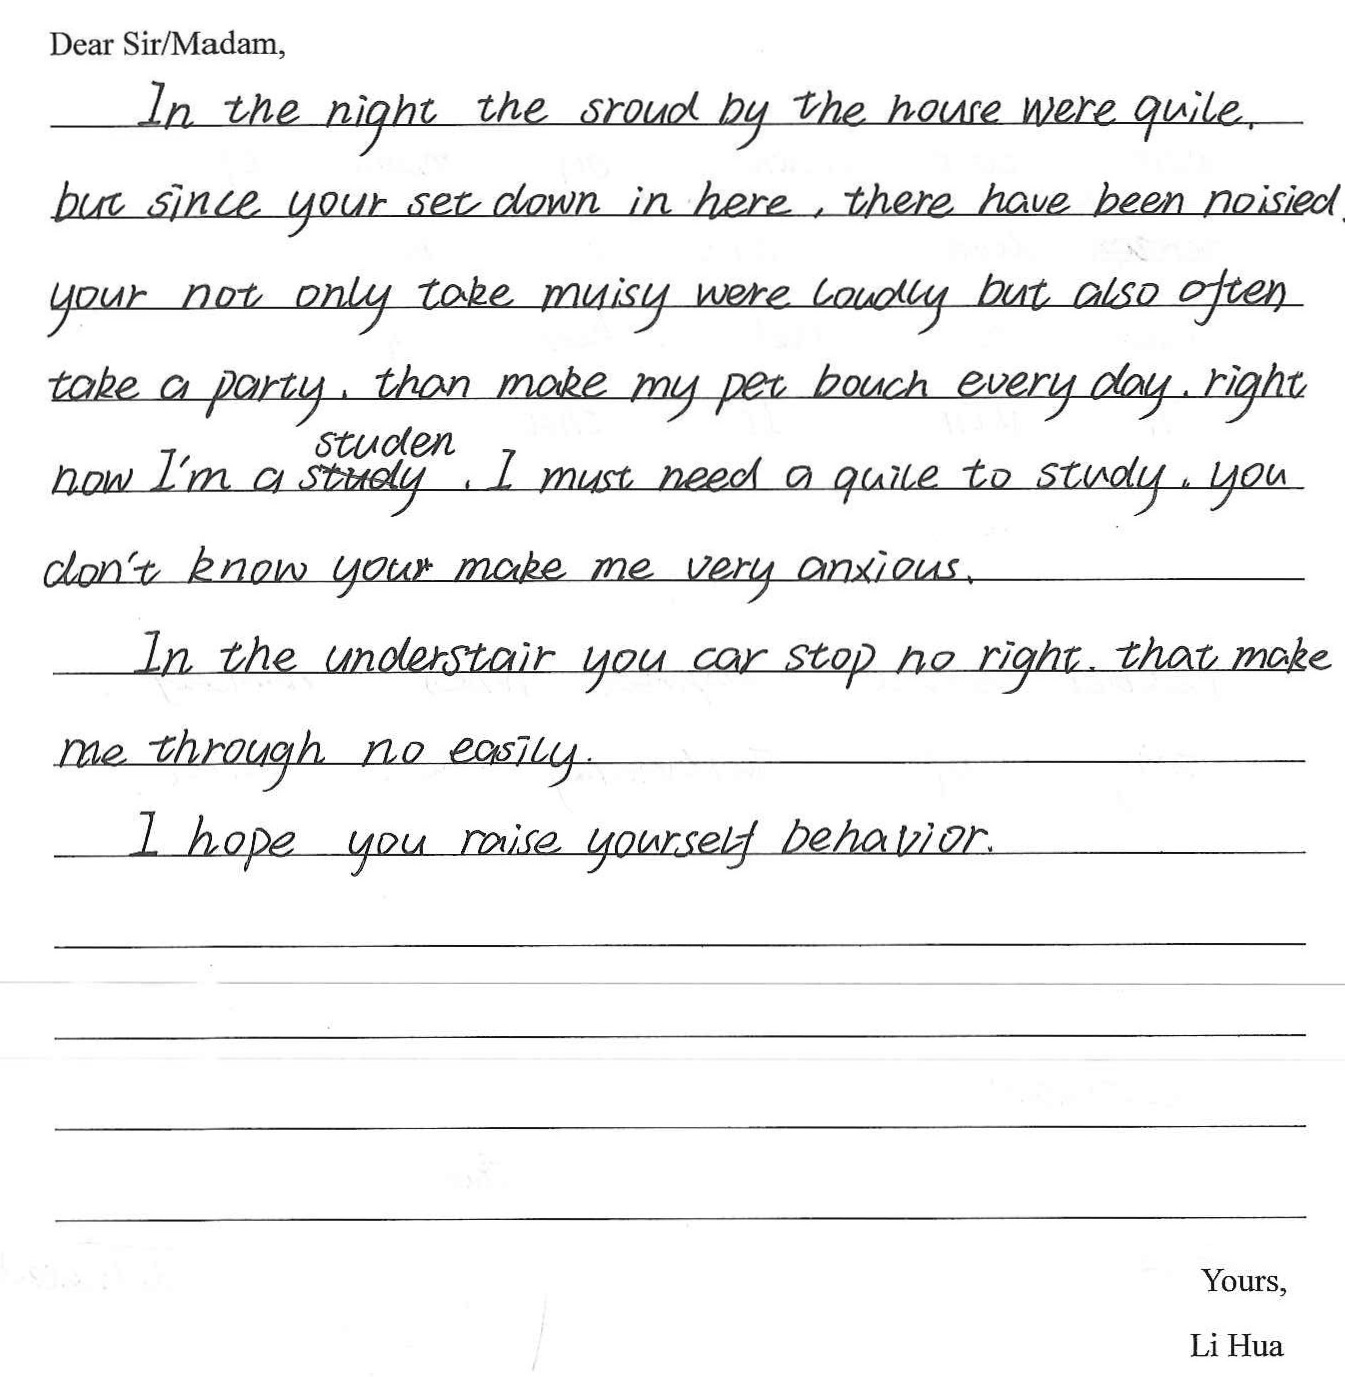 Dear Sir/Madam,
In the night the sroud by the house were quile.
but since your set down in here, there have been noisied.
your not only take muisy were loudly but also often
take a party. than make my pet bouch every day. right
studen
now I'm a study. I must need a quile to study. you
don't know your make me very anxious.
In the understair you car stop no right. that make
me through no easily.
I hope you raise yourself behavior.
Yours,
Li Hua